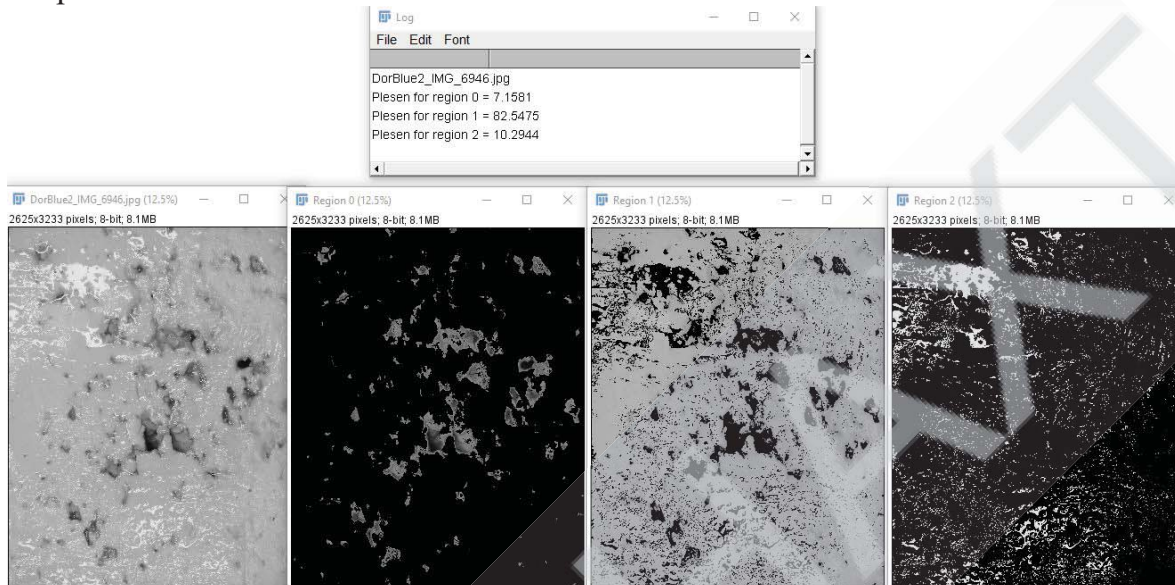 Log
File Edit Font
DorBlue2_IMG_6946.jpg
Plesen for region 0 = 7.1581
Plesen for region 1 = 82.5475
Plesen for region 2 = 10.2944
DorBlue2_IMG_6946.jpg (12.5%)
2625x3233 pixels; 8-bit; 8.1MB
Region 0 (12.5%)
2625x3233 pixels; 8-bit; 8.1MB
Region 1 (12.5%)
2625x3233 pixels; 8-bit; 8.1MB
Region 2 (12.5%)
2625x3233 pixels; 8-bit; 8.1MB